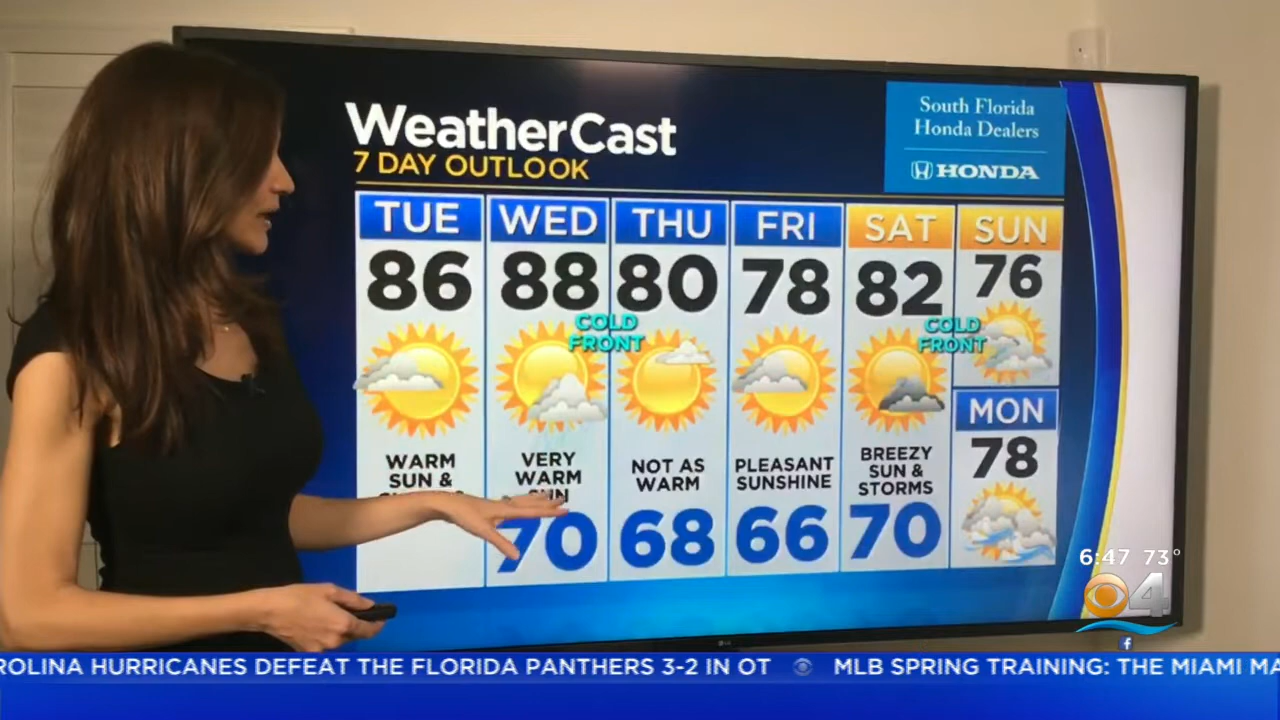 WeatherCast
7 DAY OUTLOOK
South Florida
Honda Dealers
HONDA
TUE
86
WARM
SUN &
WED
88
VERY
WARM
SUN
70
COLD
FRONT
THU
80
NOT AS
WARM
68
FRI
78
PLEASANT
SUNSHINE
66
SAT
82
BREEZY
SUN &
STORMS
70
COLD
FRONT
SUN
76
MON
78
6:47 73°
4
f
LG
ROLINA HURRICANES DEFEAT THE FLORIDA PANTHERS 3-2 IN OT MLB SPRING TRAINING: THE MIAMI MA